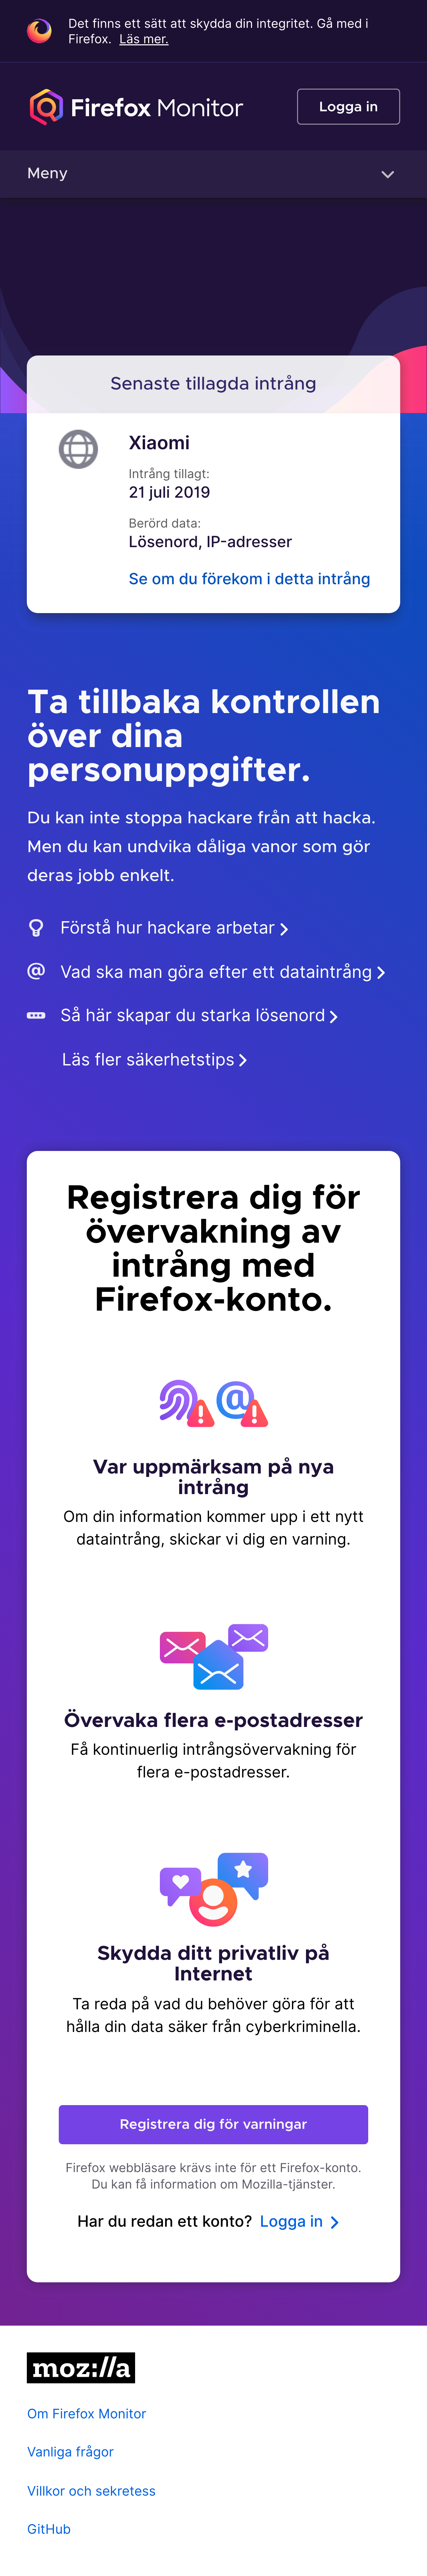 Det finns ett sätt att skydda din integritet. Gå med i
Firefox. Läs mer.
Firefox Monitor
Logga in
Meny
Senaste tillagda intrång
Xiaomi
Intrång tillagt:
21 juli 2019
Berörd data:
Lösenord, IP-adresser
Se om du förekom i detta intrång
Ta tillbaka kontrollen
över dina
personuppgifter.
Du kan inte stoppa hackare från att hacka.
Men du kan undvika dåliga vanor som gör
deras jobb enkelt.
Förstå hur hackare arbetar
Vad ska man göra efter ett dataintrång
Så här skapar du starka lösenord
Läs fler säkerhetstips
Registrera dig för
övervakning av
intrång med
Firefox-konto.
Var uppmärksam på nya
intrång
Om din information kommer upp i ett nytt
dataintrång, skickar vi dig en varning.
Övervaka flera e-postadresser
Få kontinuerlig intrångsövervakning för
flera e-postadresser.
Skydda ditt privatliv på
Internet
Ta reda på vad du behöver göra för att
hålla din data säker från cyberkriminella.
Registrera dig för varningar
Firefox webbläsare krävs inte för ett Firefox-konto.
Du kan få information om Mozilla-tjänster.
Har du redan ett konto? Logga in
moz://a
Om Firefox Monitor
Vanliga frågor
Villkor och sekretess
GitHub